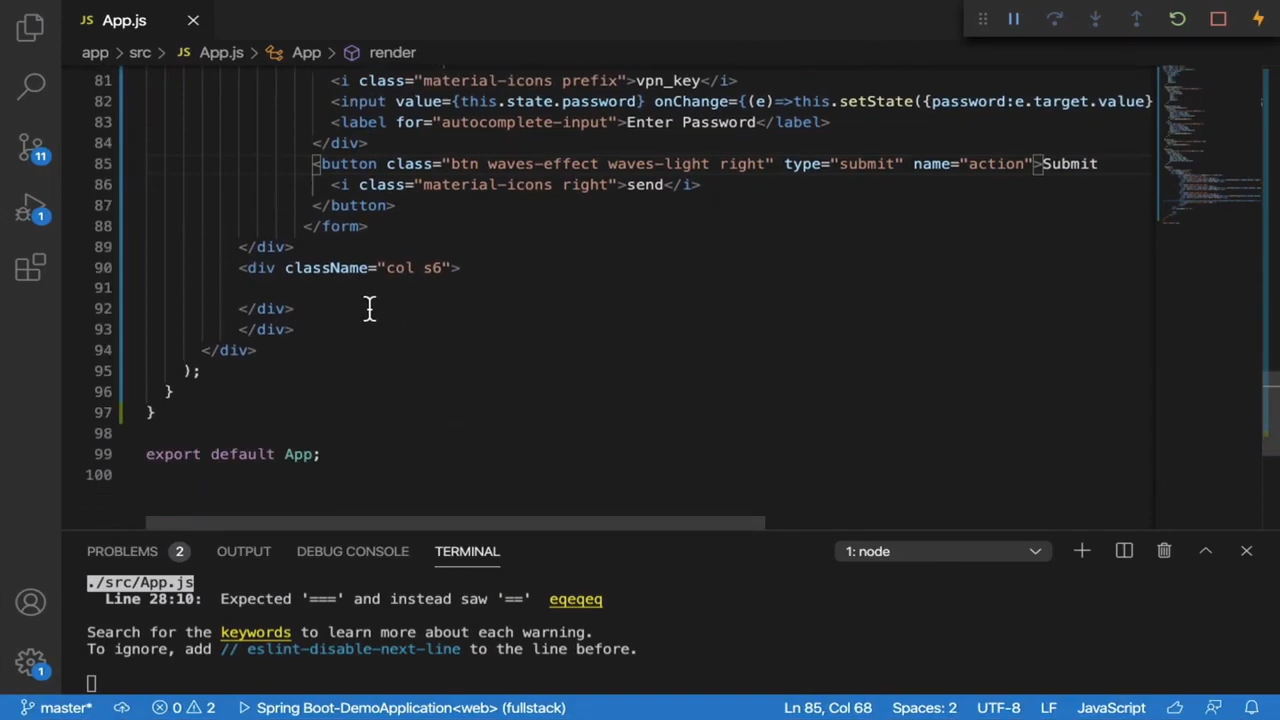 JS App.js
app > src > JS App.js > App > render
81 <i class="material-icons prefix">vpn_key</i>
82 <input value={this.state.password} onChange={(e)=>this.setState({password:e.target.value}
83 <label for="autocomplete-input">Enter Password</label>
84 </div>
85 <button class="btn waves-effect waves-light right" type="submit" name="action">Submit
86 <i class="material-icons right">send</i>
87 </button>
88 </form>
89 </div>
90 <div className="col s6">
91
92 </div>
93 </div>
94 </div>
95 );
96 }
97 }
98
99 export default App;
100
11
1
PROBLEMS 2 OUTPUT DEBUG CONSOLE TERMINAL 1: node
./src/App.js
Line 28:10: Expected '===' and instead saw '==' eqeqeq
Search for the keywords to learn more about each warning.
To ignore, add // eslint-disable-next-line to the line before.
1
master* 0 2 Spring Boot-DemoApplication<web> (fullstack) Ln 85, Col 68 Spaces: 2 UTF-8 LF JavaScript